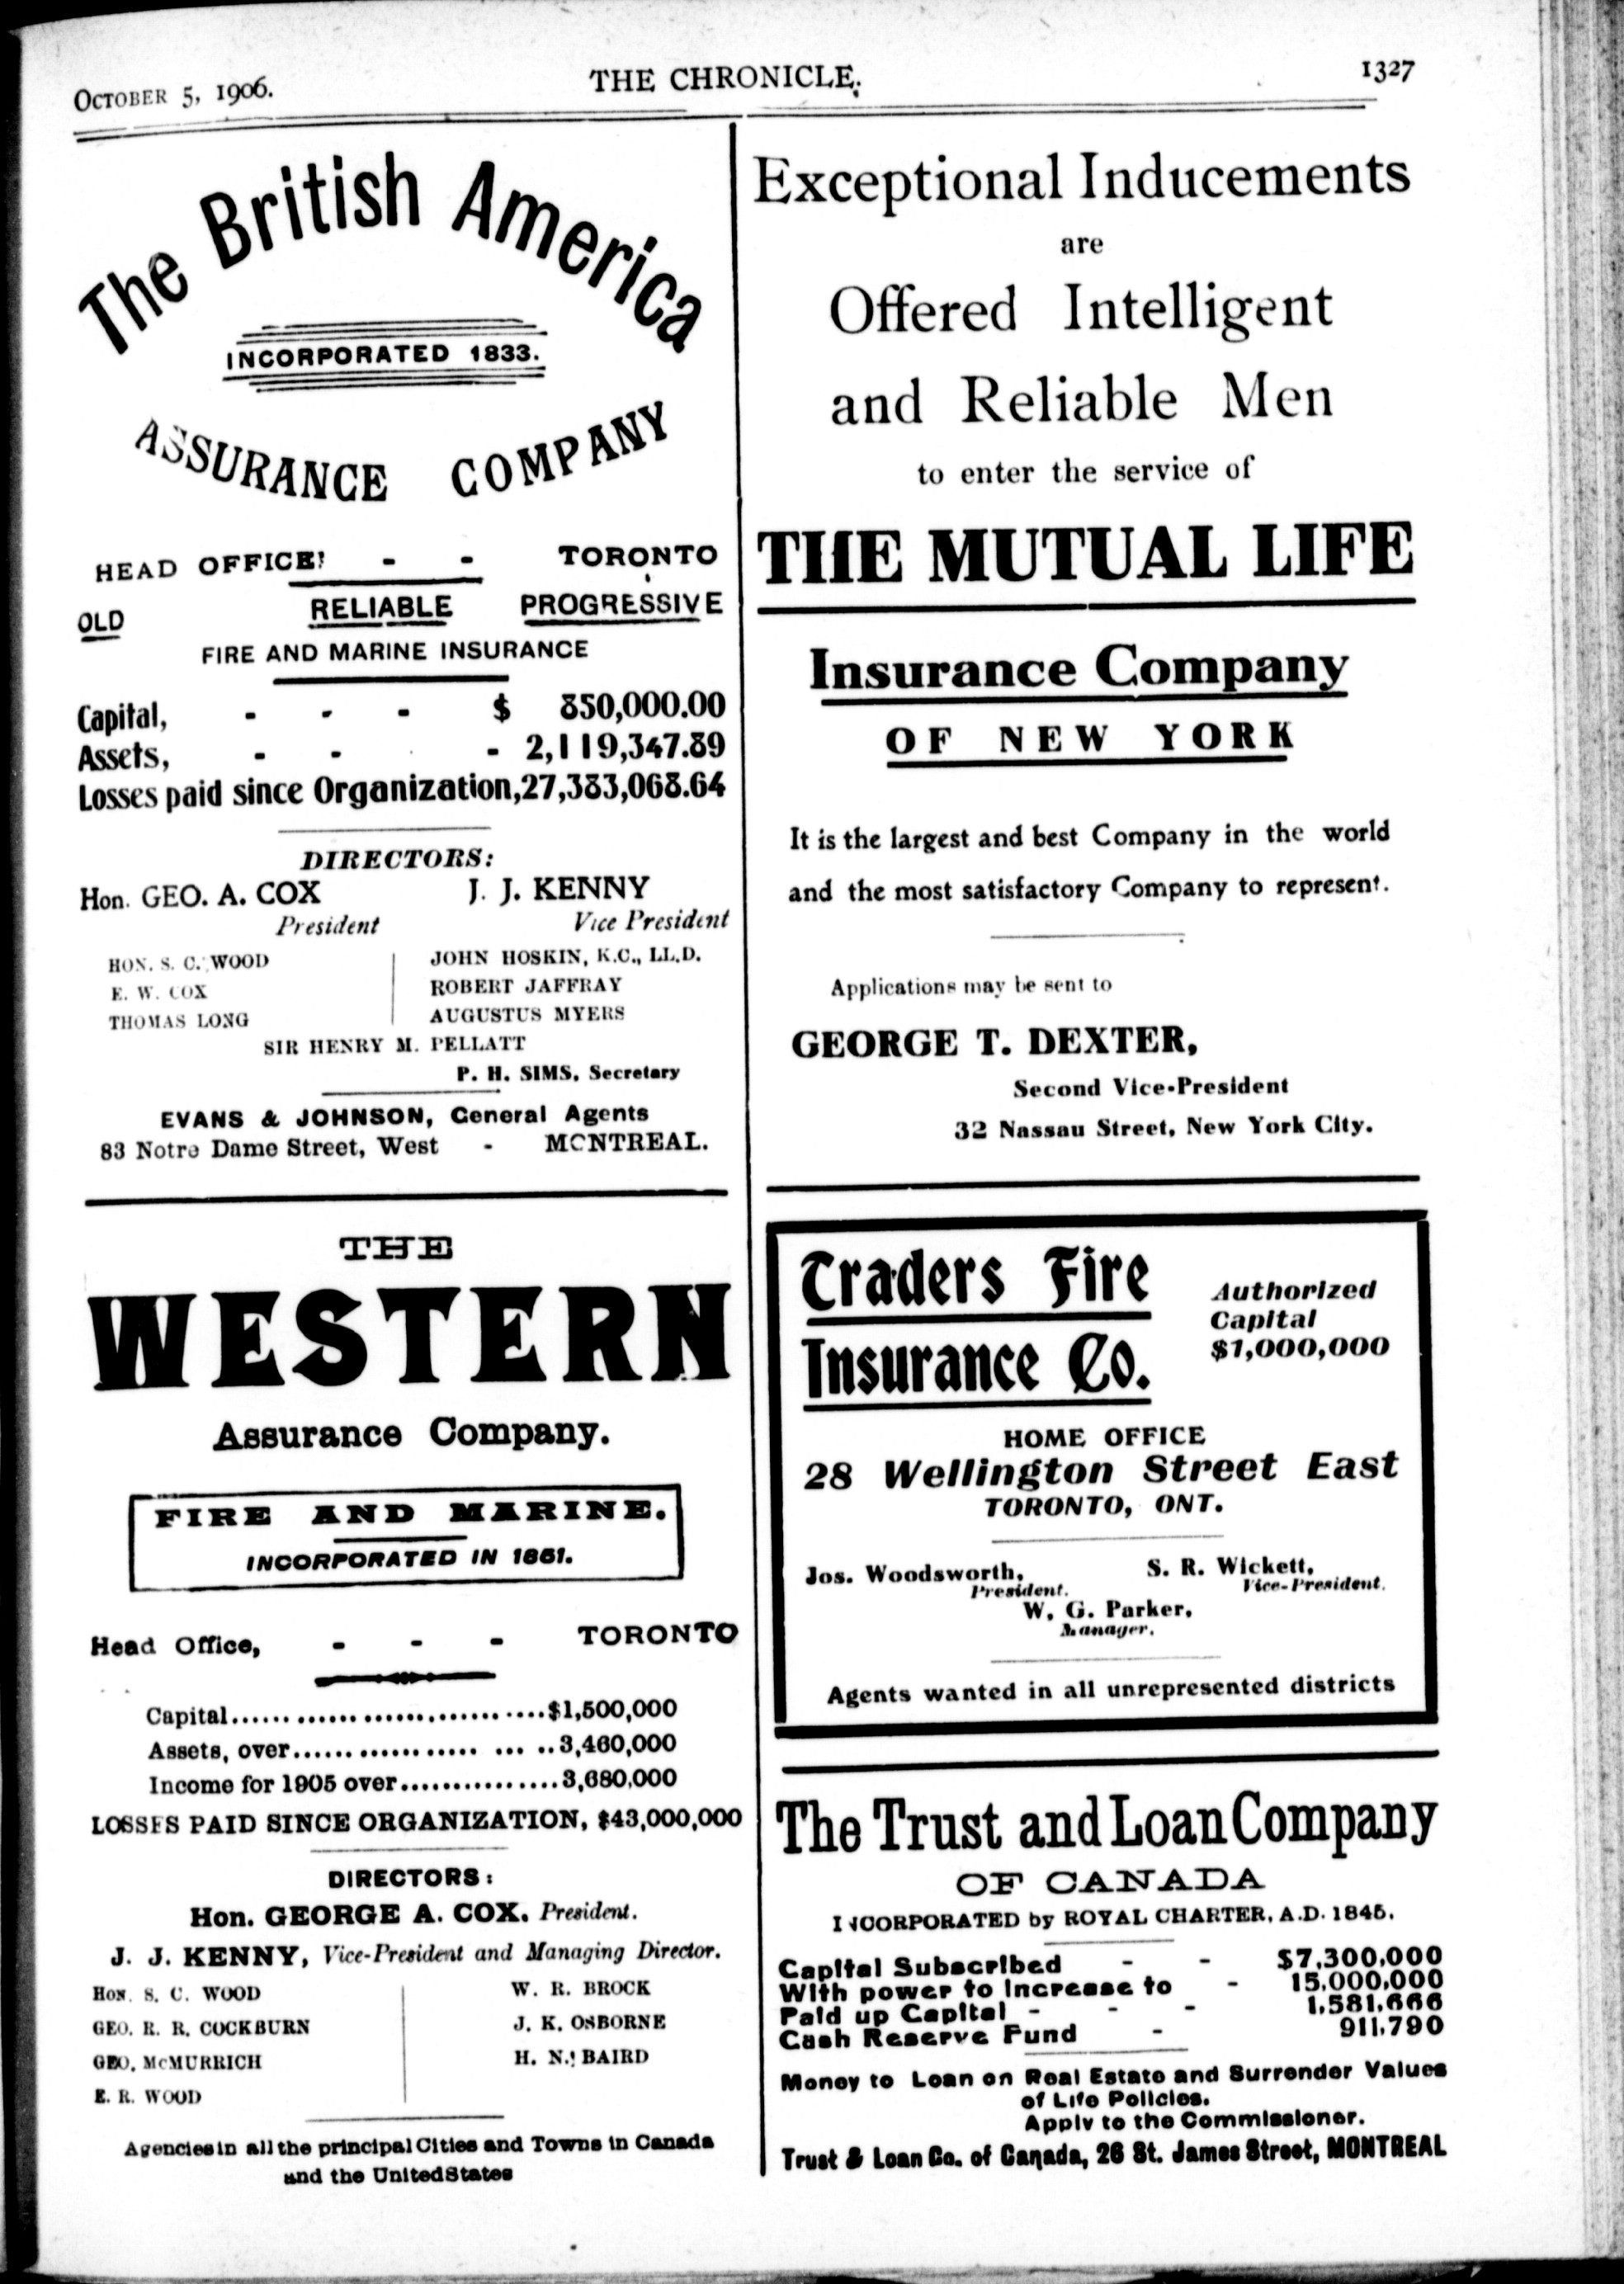 OCTOBER 5, 1906.
THE CHRONICLE.
1327
The British America
INCORPORATED 1833.
ASSURANCE COMPANY
HEAD OFFICE: - - TORONTO
OLD RELIABLE PROGRESSIVE
FIRE AND MARINE INSURANCE
Capital, - - - $ 850,000.00
Assets, - - - 2,119,347.89
Losses paid since Organization, 27,383,068.64
DIRECTORS:
Hon. GEO. A. COX J. J. KENNY
President Vice President
HON. S. C. WOOD JOHN HOSKIN, K.C., LL.D.
E. W. COX ROBERT JAFFRAY
THOMAS LONG AUGUSTUS MYERS
SIR HENRY M. PELLATT
P. H. SIMS, Secretary
EVANS & JOHNSON, General Agents
83 Notre Dame Street, West - MONTREAL.
THE
WESTERN
Assurance Company.
FIRE AND MARINE.
INCORPORATED IN 1851.
Head Office, - - - TORONTO
Capital..............................$1,500,000
Assets, over........................3,460,000
Income for 1905 over...............3,680,000
LOSSES PAID SINCE ORGANIZATION, $43,000,000
DIRECTORS:
Hon. GEORGE A. COX, President.
J. J. KENNY, Vice-President and Managing Director.
HON. S. C. WOOD W. R. BROCK
GEO. R. R. COCKBURN J. K. OSBORNE
GEO. McMURRICH H. N. BAIRD
E. R. WOOD
Agencies in all the principal Cities and Towns in Canada
and the United States
Exceptional Inducements
are
Offered Intelligent
and Reliable Men
to enter the service of
THE MUTUAL LIFE
Insurance Company
OF NEW YORK
It is the largest and best Company in the world
and the most satisfactory Company to represent.
Applications may be sent to
GEORGE T. DEXTER,
Second Vice-President
32 Nassau Street, New York City.
Traders Fire
Insurance Co.
Authorized
Capital
$1,000,000
HOME OFFICE
28 Wellington Street East
TORONTO, ONT.
Jos. Woodsworth, S. R. Wickett,
President. Vice-President.
W. G. Parker,
Manager.
Agents wanted in all unrepresented districts
The Trust and Loan Company
OF CANADA
INCORPORATED by ROYAL CHARTER, A.D. 1845.
Capital Subscribed - - $7,300,000
With power to increase to - 15,000,000
Paid up Capital - - - 1,581,666
Cash Reserve Fund - 911,790
Money to Loan on Real Estate and Surrender Values
of Life Policies.
Apply to the Commissioner.
Trust & Loan Co. of Canada, 26 St. James Street, MONTREAL